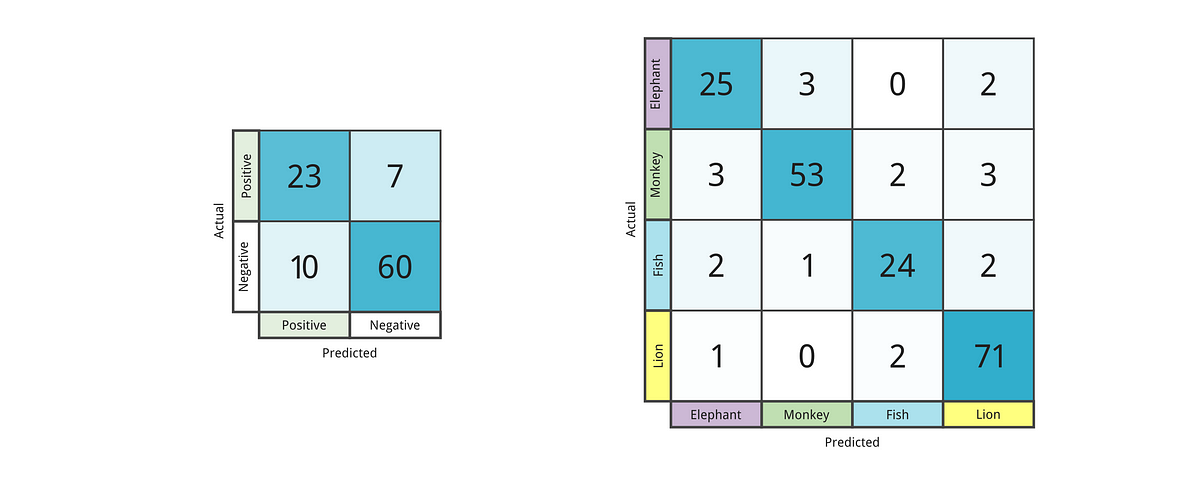 Actual
Positive
23 7
Negative
10 60
Positive Negative
Predicted
Actual
Elephant
25 3 0 2
Monkey
3 53 2 3
Fish
2 1 24 2
Lion
1 0 2 71
Elephant Monkey Fish Lion
Predicted